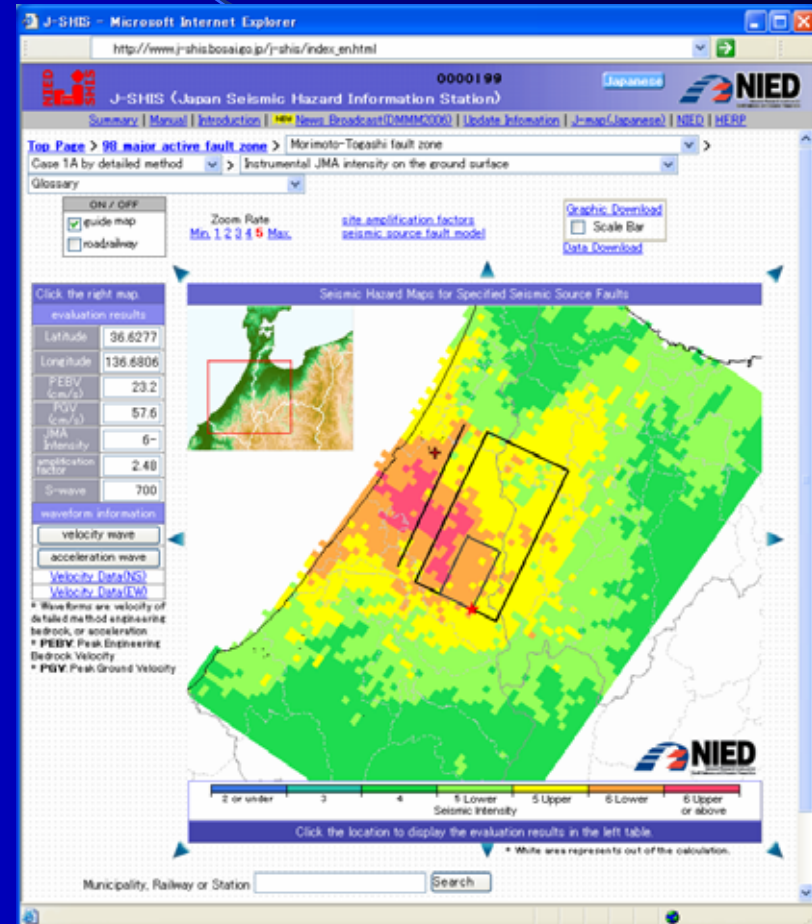 J-SHIS - Microsoft Internet Explorer
http://www.j-shis.bosai.go.jp/j-shis/index_en.html
NIED
J-SHIS
0000199
Japanese
NIED
J-SHIS (Japan Seismic Hazard Information Station)
Summary | Manual | Introduction | NEW News Broadcast(DMMM2006) | Update Infomation | J-map(Japanese) | NIED | HERP
Top Page > 98 major active fault zone > Morimoto-Togashi fault zone >
Case 1A by detailed method > Instrumental JMA intensity on the ground surface
Glossary
ON / OFF
guide map
road,railway
Zoom Rate
Min. 1 2 3 4 5 Max.
site amplification factors
seismic source fault model
Graphic Download
Scale Bar
Data Download
Click the right map.
evaluation results
Latitude 36.6277
Longitude 136.6806
PEBV (cm/s) 23.2
PGV (cm/s) 57.6
JMA Intensity 6-
amplification factor 2.48
S-wave 700
waveform information
velocity wave
acceleration wave
Velocity Data(NS)
Velocity Data(EW)
* Waveforms are velocity of
detailed method engineering
bedrock, or acceleration
* PEBV: Peak Engineering
Bedrock Velocity
* PGV: Peak Ground Velocity
Seismic Hazard Maps for Specified Seismic Source Faults
NIED
2 or under 3 4 5 Lower 5 Upper 6 Lower 6 Upper or above
Seismic Intensity
Click the location to display the evaluation results in the left table.
* White area represents out of the calculation.
Municipality, Railway or Station Search